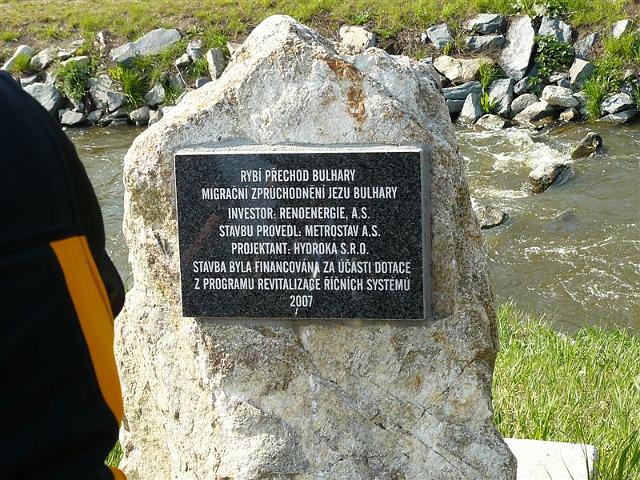 RYBÍ PŘECHOD BULHARY
MIGRAČNÍ ZPRŮCHODNĚNÍ JEZU BULHARY
INVESTOR: RENOENERGIE, A.S.
STAVBU PROVEDL: METROSTAV A.S.
PROJEKTANT: HYDROKA S.R.O.
STAVBA BYLA FINANCOVÁNA ZA ÚČASTI DOTACE
Z PROGRAMU REVITALIZACE ŘÍČNÍCH SYSTÉMŮ
2007